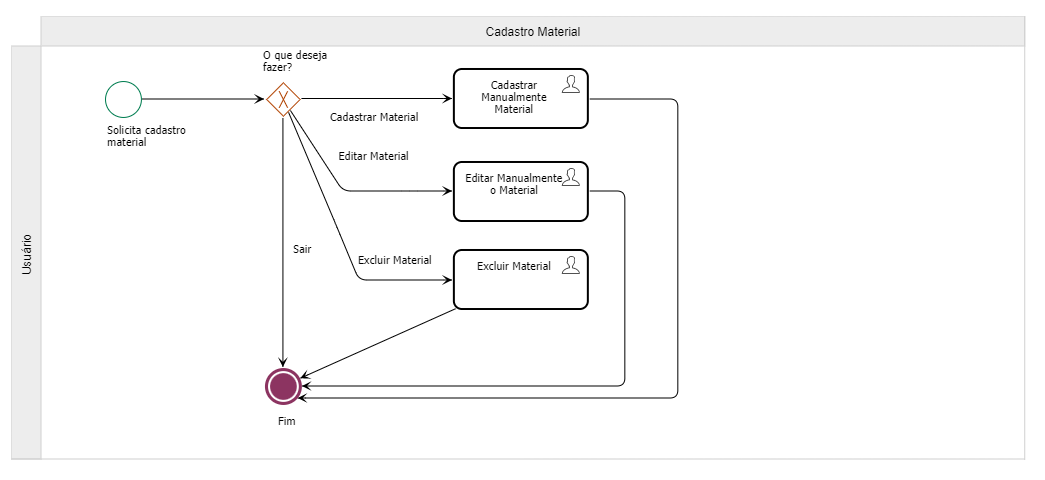 Cadastro Material
Usuário
O que deseja
fazer?
Solicita cadastro
material
Cadastrar Material
Cadastrar
Manualmente
Material
Editar Material
Editar Manualmente
o Material
Sair
Excluir Material
Excluir Material
Fim